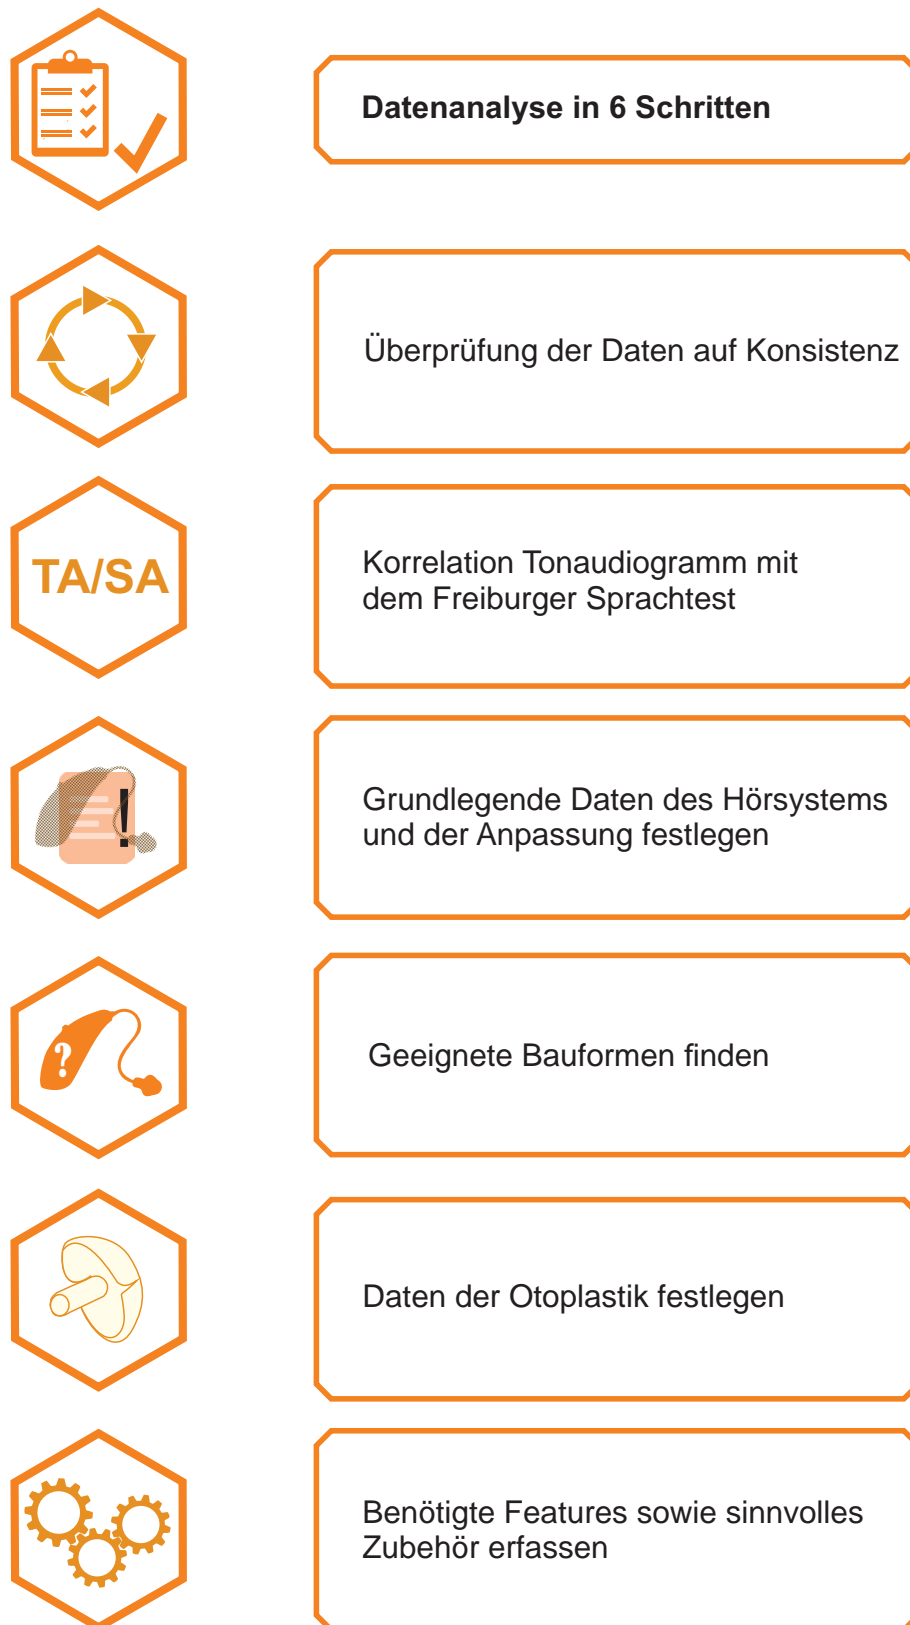 Datenanalyse in 6 Schritten
Überprüfung der Daten auf Konsistenz
TA/SA
Korrelation Tonaudiogramm mit
dem Freiburger Sprachtest
!
Grundlegende Daten des Hörsystems
und der Anpassung festlegen
?
Geeignete Bauformen finden
Daten der Otoplastik festlegen
Benötigte Features sowie sinnvolles
Zubehör erfassen